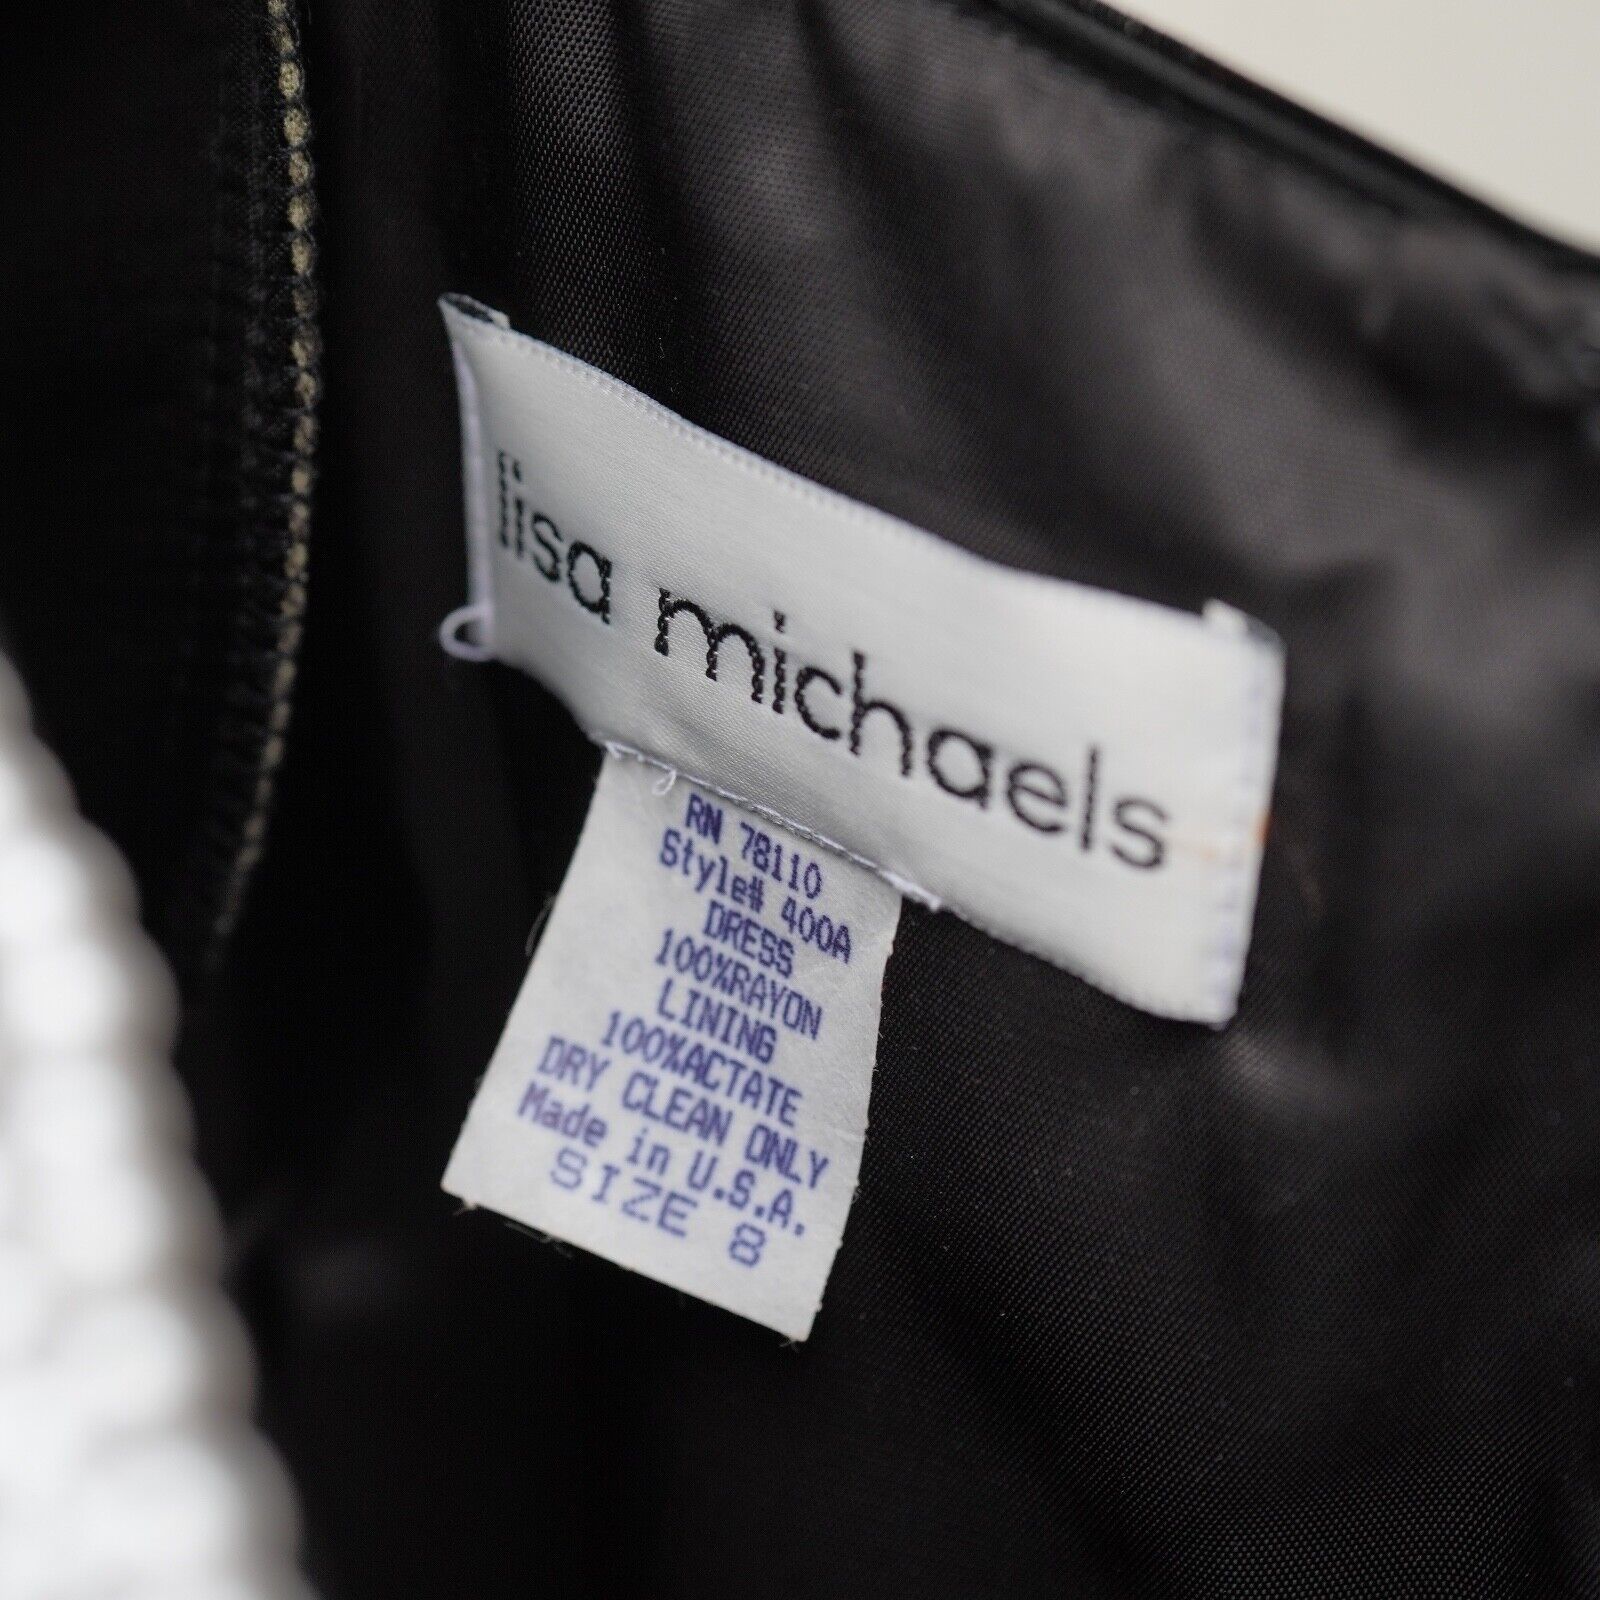 lisa michaels
RN 78110
Style# 400A
DRESS
100%RAYON
LINING
100%ACTATE
DRY CLEAN ONLY
Made in U.S.A.
SIZE 8